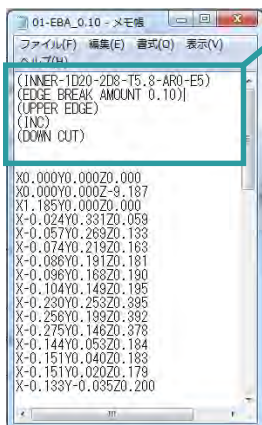 01-EBA_0.10 - メモ帳
ファイル(F) 編集(E) 書式(O) 表示(V)
ヘルプ(H)
(INNER-1D20-2D8-T5.8-AR0-E5)
(EDGE BREAK AMOUNT 0.10)
(UPPER EDGE)
(INC)
(DOWN CUT)
X0.000Y0.000Z0.000
X0.000Y0.000Z-9.187
X1.185Y0.000Z0.000
X-0.024Y0.331Z0.059
X-0.057Y0.269Z0.133
X-0.074Y0.219Z0.163
X-0.086Y0.191Z0.181
X-0.096Y0.168Z0.190
X-0.104Y0.149Z0.195
X-0.230Y0.253Z0.395
X-0.256Y0.199Z0.392
X-0.275Y0.146Z0.378
X-0.144Y0.053Z0.184
X-0.151Y0.040Z0.183
X-0.151Y0.020Z0.179
X-0.133Y-0.035Z0.200